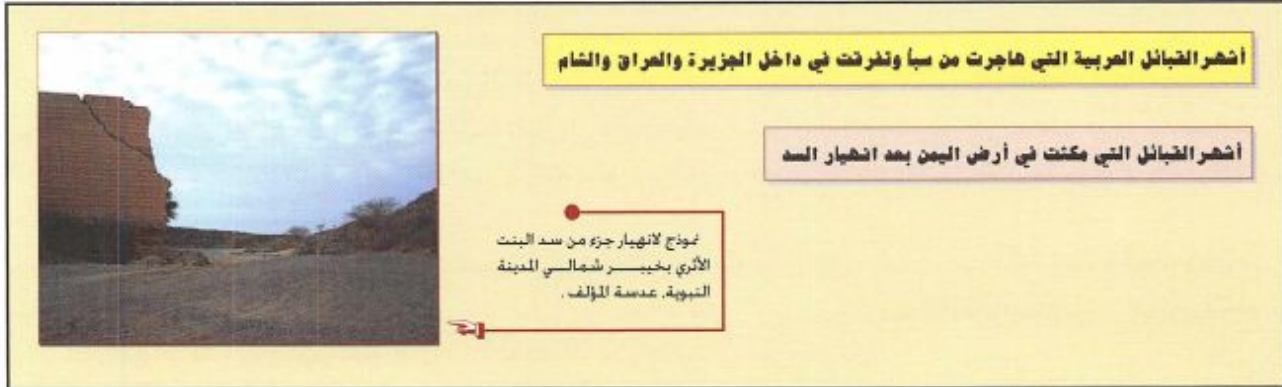 أشهر القبائل العربية التي هاجرت من سبأ وتفرقت في داخل الجزيرة والعراق والشام
أشهر القبائل التي مكثت في أرض اليمن بعد انهيار السد
نموذج لانهيار جزء من سد البنت
الأثري بخيبر شمالي المدينة
النبوية. عدسة المؤلف.